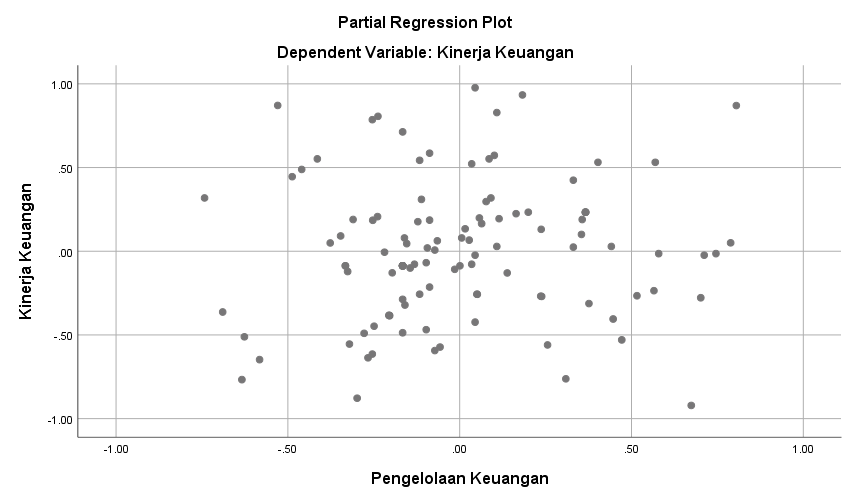 Partial Regression Plot
Dependent Variable: Kinerja Keuangan
Kinerja Keuangan
1.00
.50
.00
-.50
-1.00
-1.00 -.50 .00 .50 1.00
Pengelolaan Keuangan